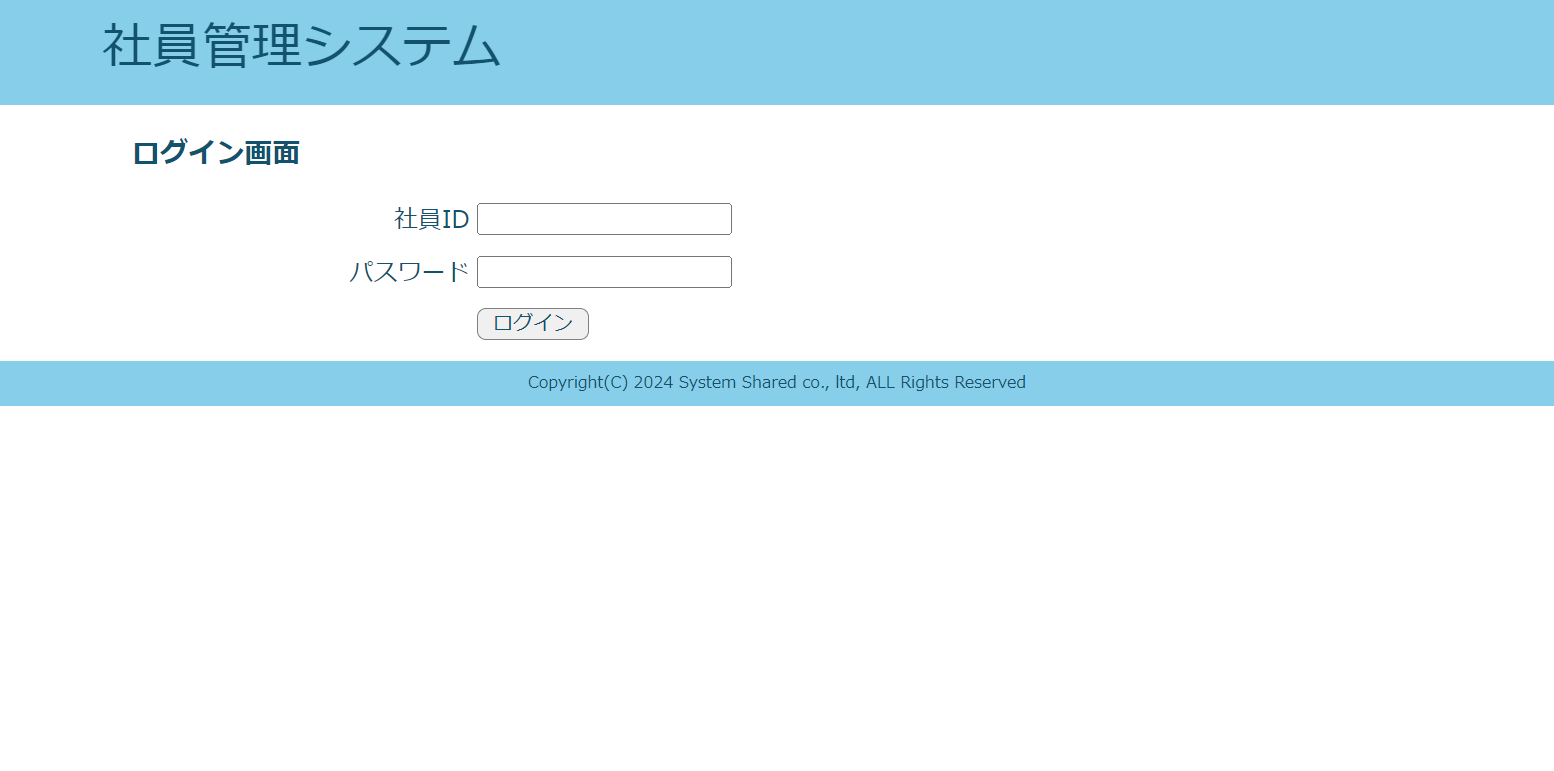 社員管理システム
ログイン画面
社員ID
パスワード
ログイン
Copyright(C) 2024 System Shared co., ltd, ALL Rights Reserved